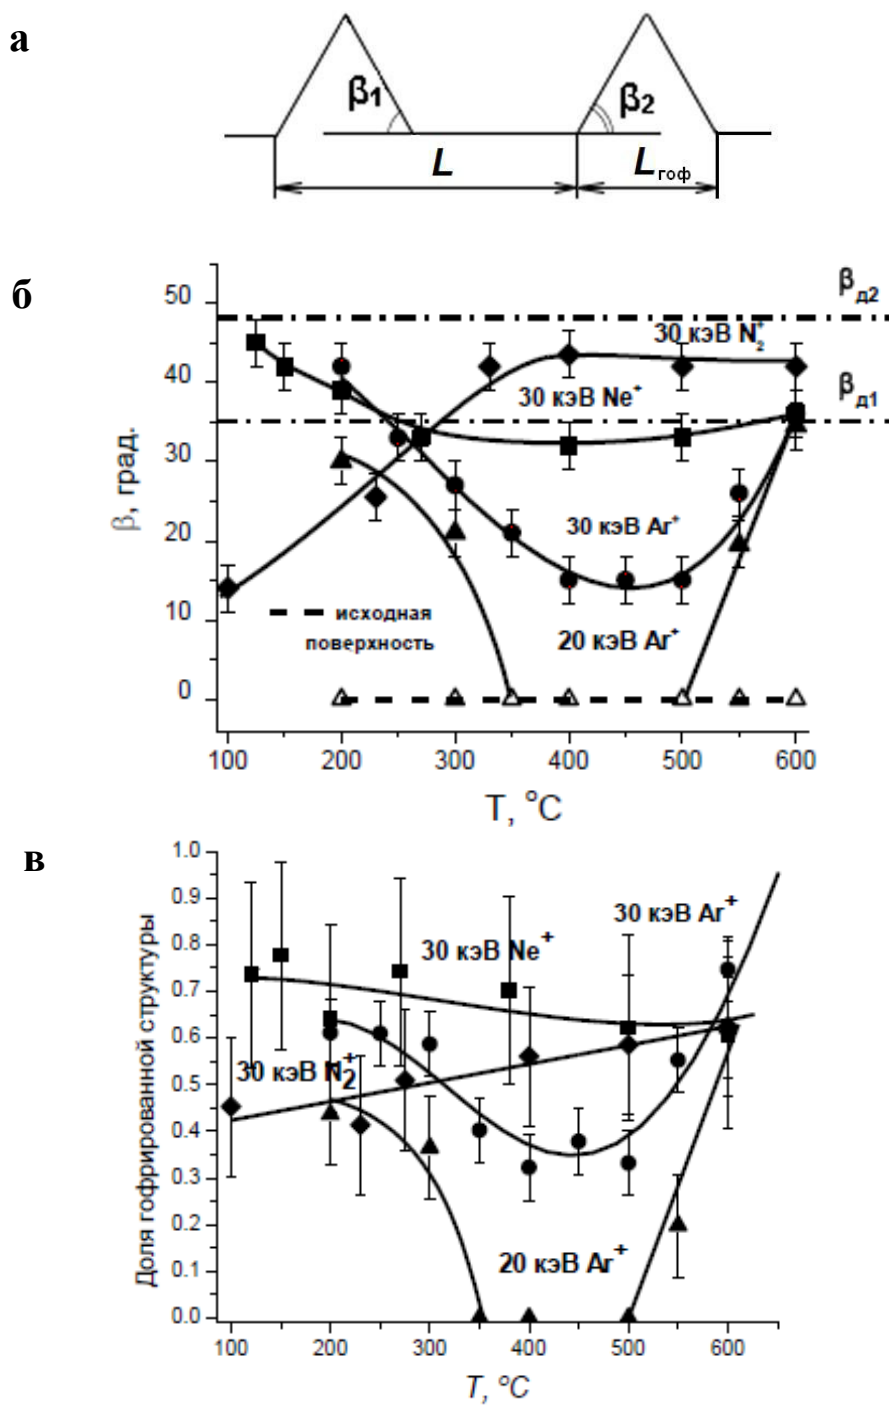 а
β1
β2
L
Lгоф
б
βд2
30 кэВ N2+
βд1
30 кэВ Ne+
30 кэВ Ar+
20 кэВ Ar+
исходная
поверхность
β, град.
50
40
30
20
10
0
100 200 300 400 500 600
T, °C
в
Доля гофрированной структуры
1.0
0.9
0.8
0.7
0.6
0.5
0.4
0.3
0.2
0.1
0.0
30 кэВ Ar+
30 кэВ Ne+
30 кэВ N2+
20 кэВ Ar+
100 200 300 400 500 600
T, °C